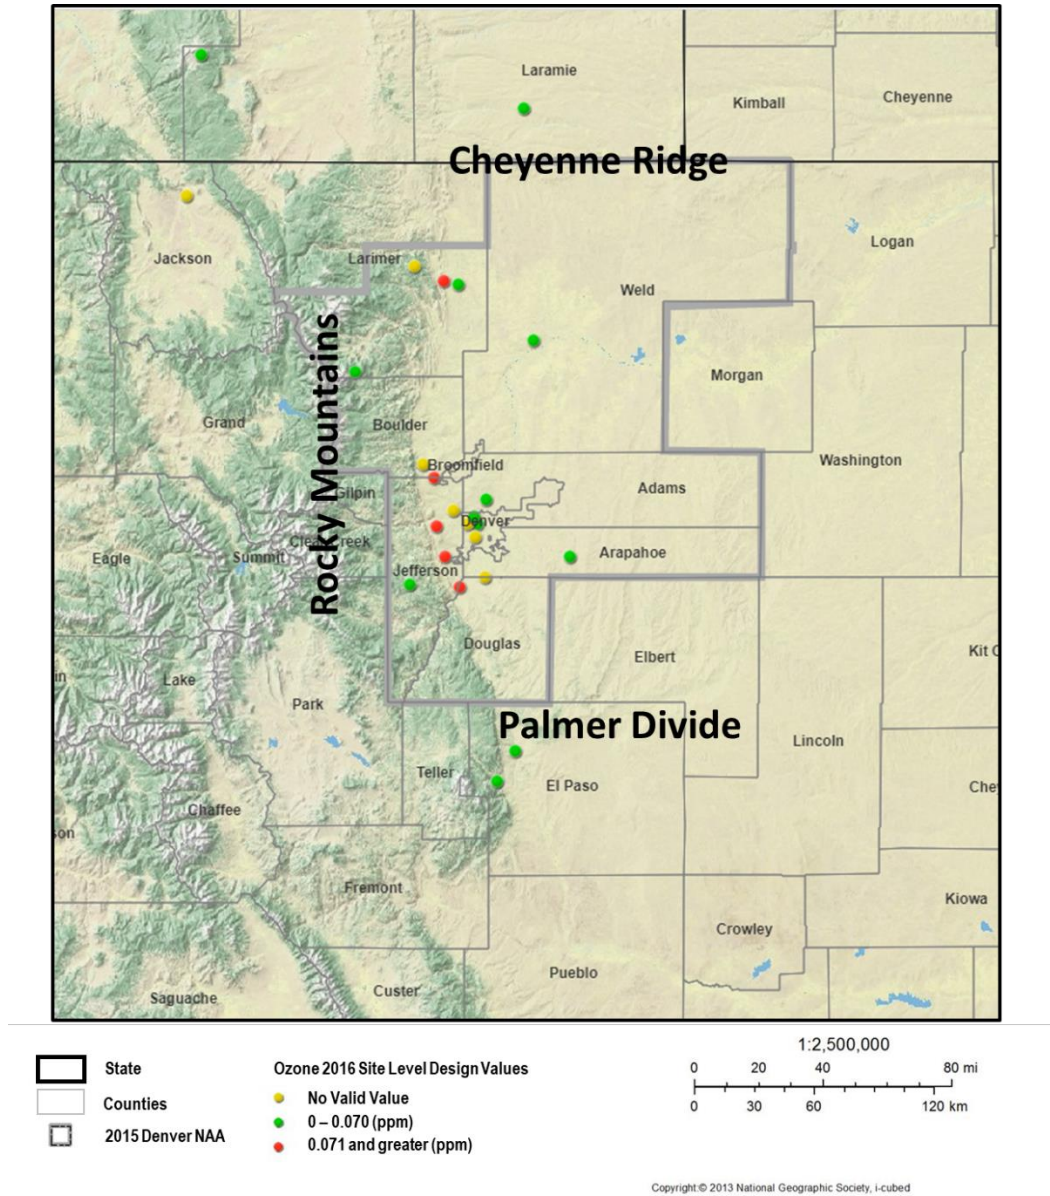 Laramie
Kimball
Cheyenne
Cheyenne Ridge
Jackson
Larimer
Logan
Weld
Rocky Mountains
Morgan
Grand
Boulder
Broomfield
Washington
Gilpin
Adams
Denver
Clear Creek
Eagle
Summit
Arapahoe
Jefferson
Douglas
Elbert
Kit C
in
Lake
Park
Palmer Divide
Lincoln
Teller
El Paso
Che
Chaffee
son
Fremont
Kiowa
Crowley
Pueblo
Custer
Saguache
State
Counties
2015 Denver NAA
Ozone 2016 Site Level Design Values
No Valid Value
0 – 0.070 (ppm)
0.071 and greater (ppm)
1:2,500,000
0 20 40 80 mi
0 30 60 120 km
Copyright:© 2013 National Geographic Society, i-cubed